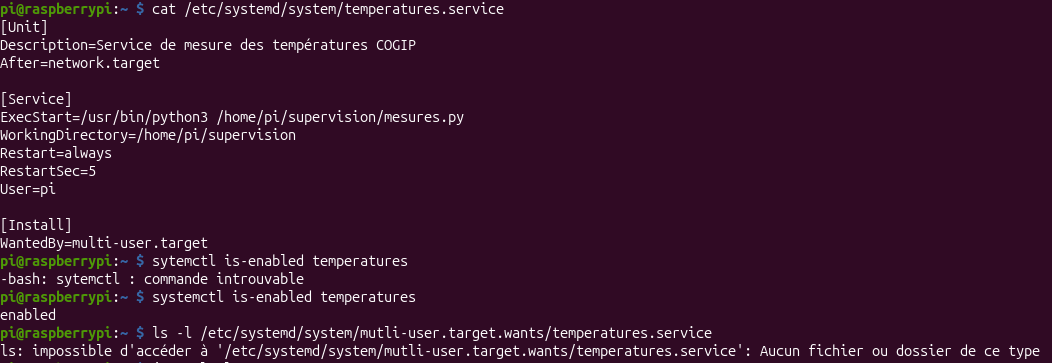 pi@raspberrypi:~ $ cat /etc/systemd/system/temperatures.service
[Unit]
Description=Service de mesure des températures COGIP
After=network.target

[Service]
ExecStart=/usr/bin/python3 /home/pi/supervision/mesures.py
WorkingDirectory=/home/pi/supervision
Restart=always
RestartSec=5
User=pi

[Install]
WantedBy=multi-user.target
pi@raspberrypi:~ $ sytemctl is-enabled temperatures
-bash: sytemctl : commande introuvable
pi@raspberrypi:~ $ systemctl is-enabled temperatures
enabled
pi@raspberrypi:~ $ ls -l /etc/systemd/system/mutli-user.target.wants/temperatures.service
ls: impossible d'accéder à '/etc/systemd/system/mutli-user.target.wants/temperatures.service': Aucun fichier ou dossier de ce type